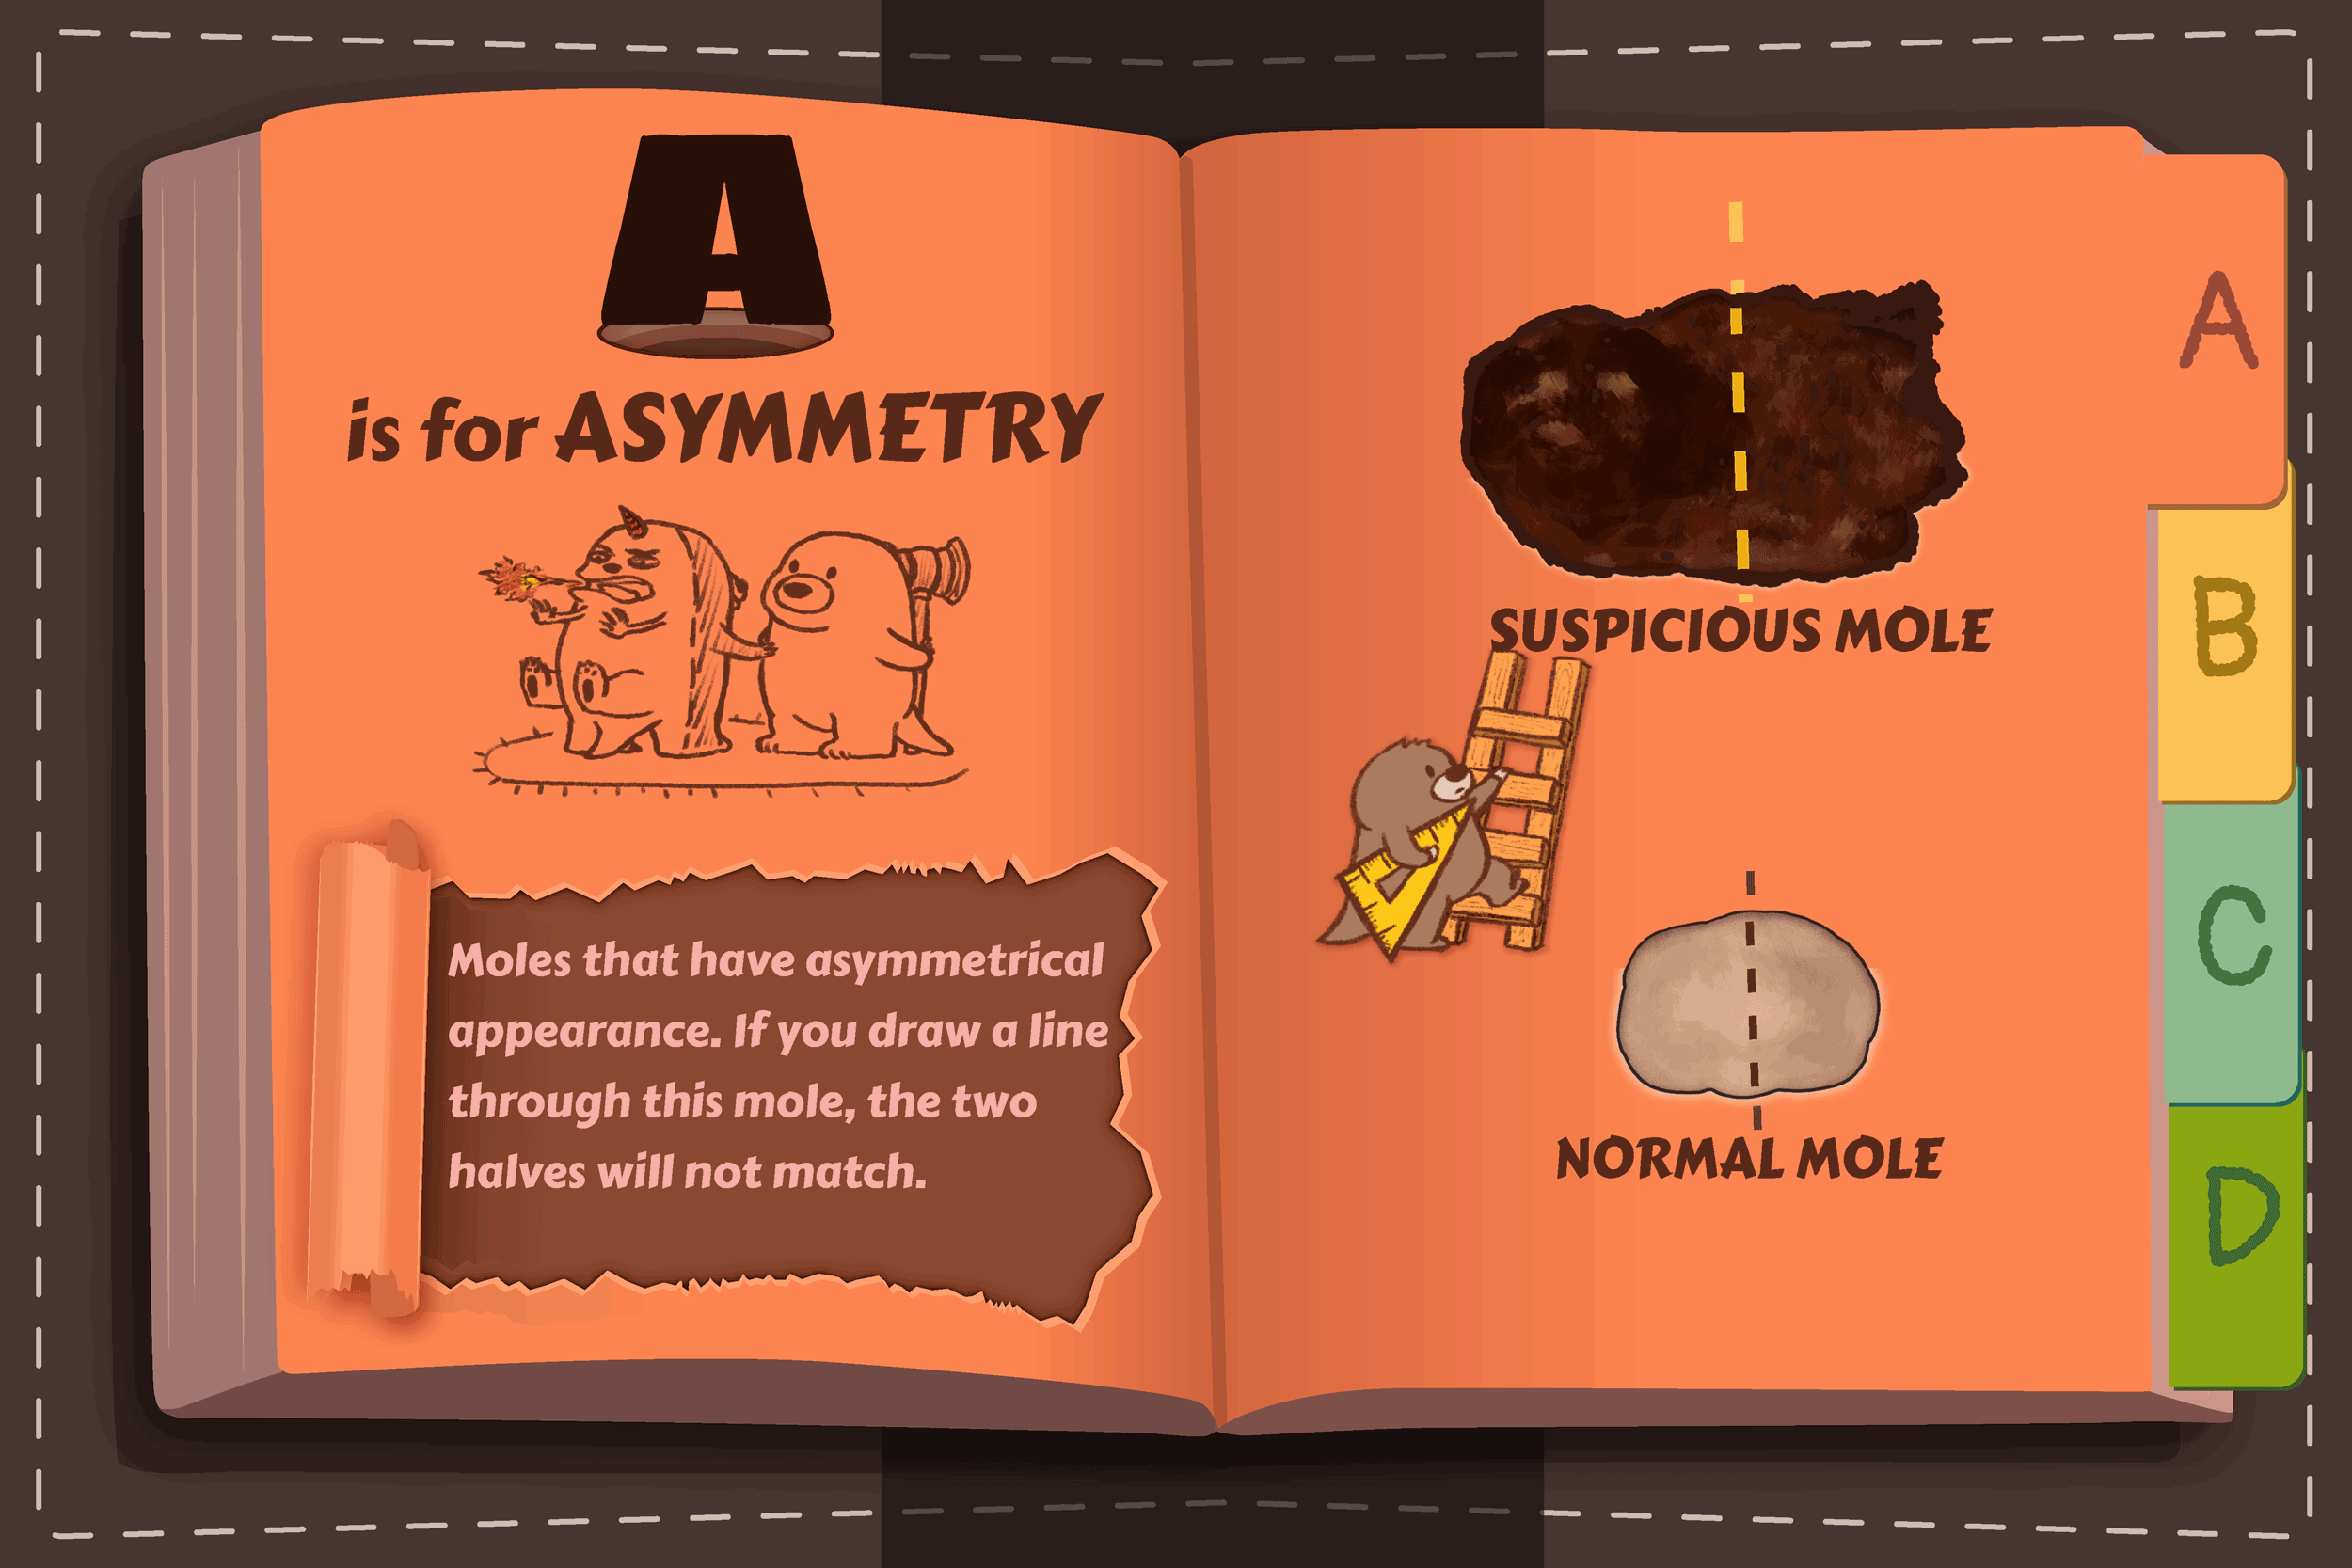 A
is for ASYMMETRY
Moles that have asymmetrical
appearance. If you draw a line
through this mole, the two
halves will not match.
SUSPICIOUS MOLE
NORMAL MOLE
A
B
C
D